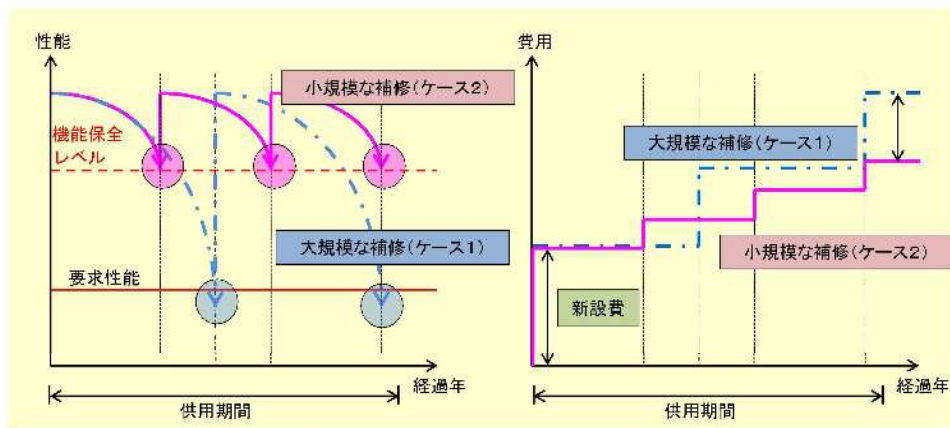 性能
小規模な補修(ケース2)
機能保全
レベル
大規模な補修(ケース1)
要求性能
経過年
供用期間
費用
大規模な補修(ケース1)
小規模な補修(ケース2)
新設費
経過年
供用期間